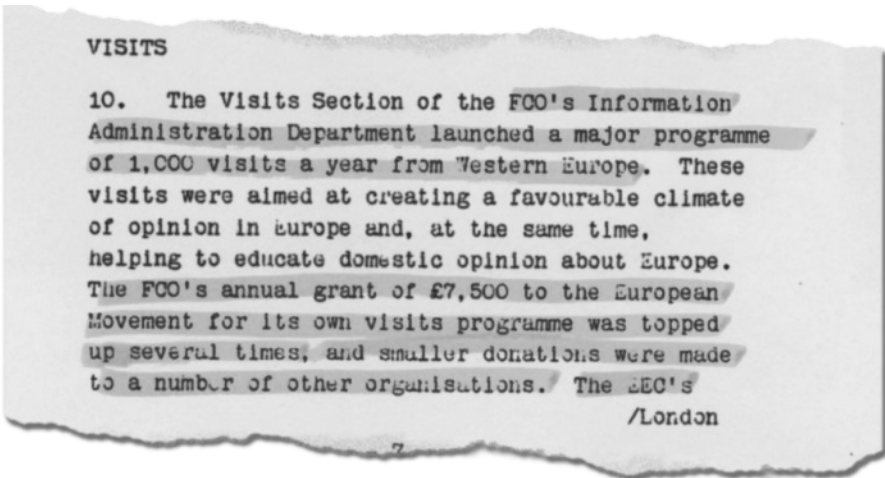 VISITS
10. The Visits Section of the FCO's Information
Administration Department launched a major programme
of 1,000 visits a year from Western Europe. These
visits were aimed at creating a favourable climate
of opinion in Europe and, at the same time,
helping to educate domestic opinion about Europe.
The FCO's annual grant of £7,500 to the European
Movement for its own visits programme was topped
up several times, and smaller donations were made
to a number of other organisations. The EEC's
/London
7